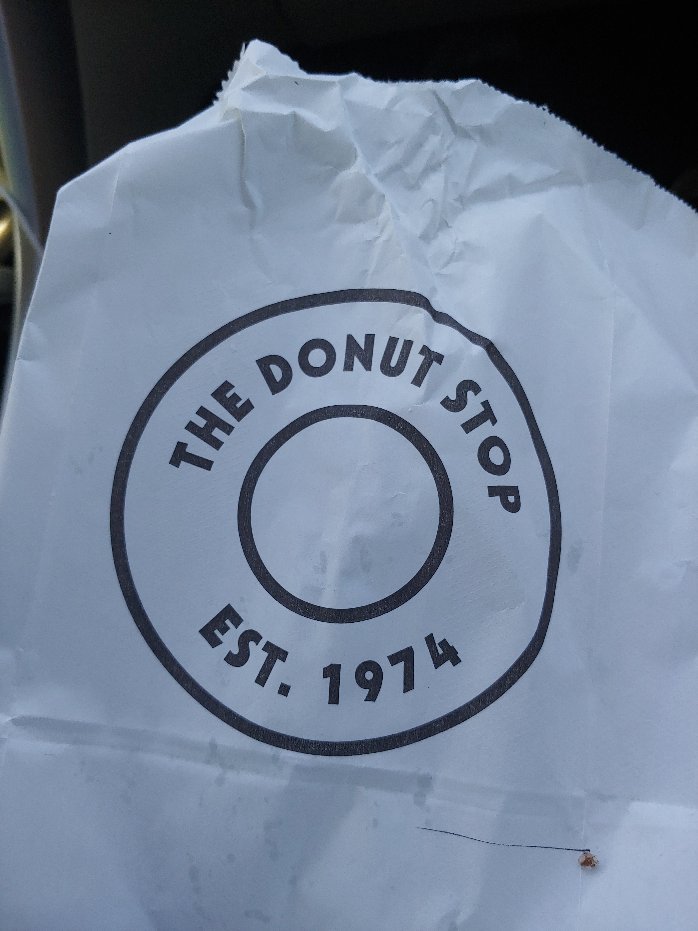 THE DONUT STOP
EST. 1974